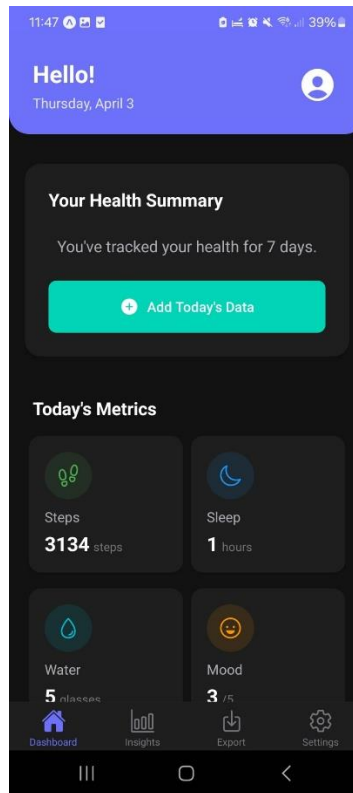 11:47 39%
Hello!
Thursday, April 3
Your Health Summary
You've tracked your health for 7 days.
Add Today's Data
Today's Metrics
Steps
3134 steps
Sleep
1 hours
Water
5 glasses
Mood
3 /5
Dashboard Insights Export Settings